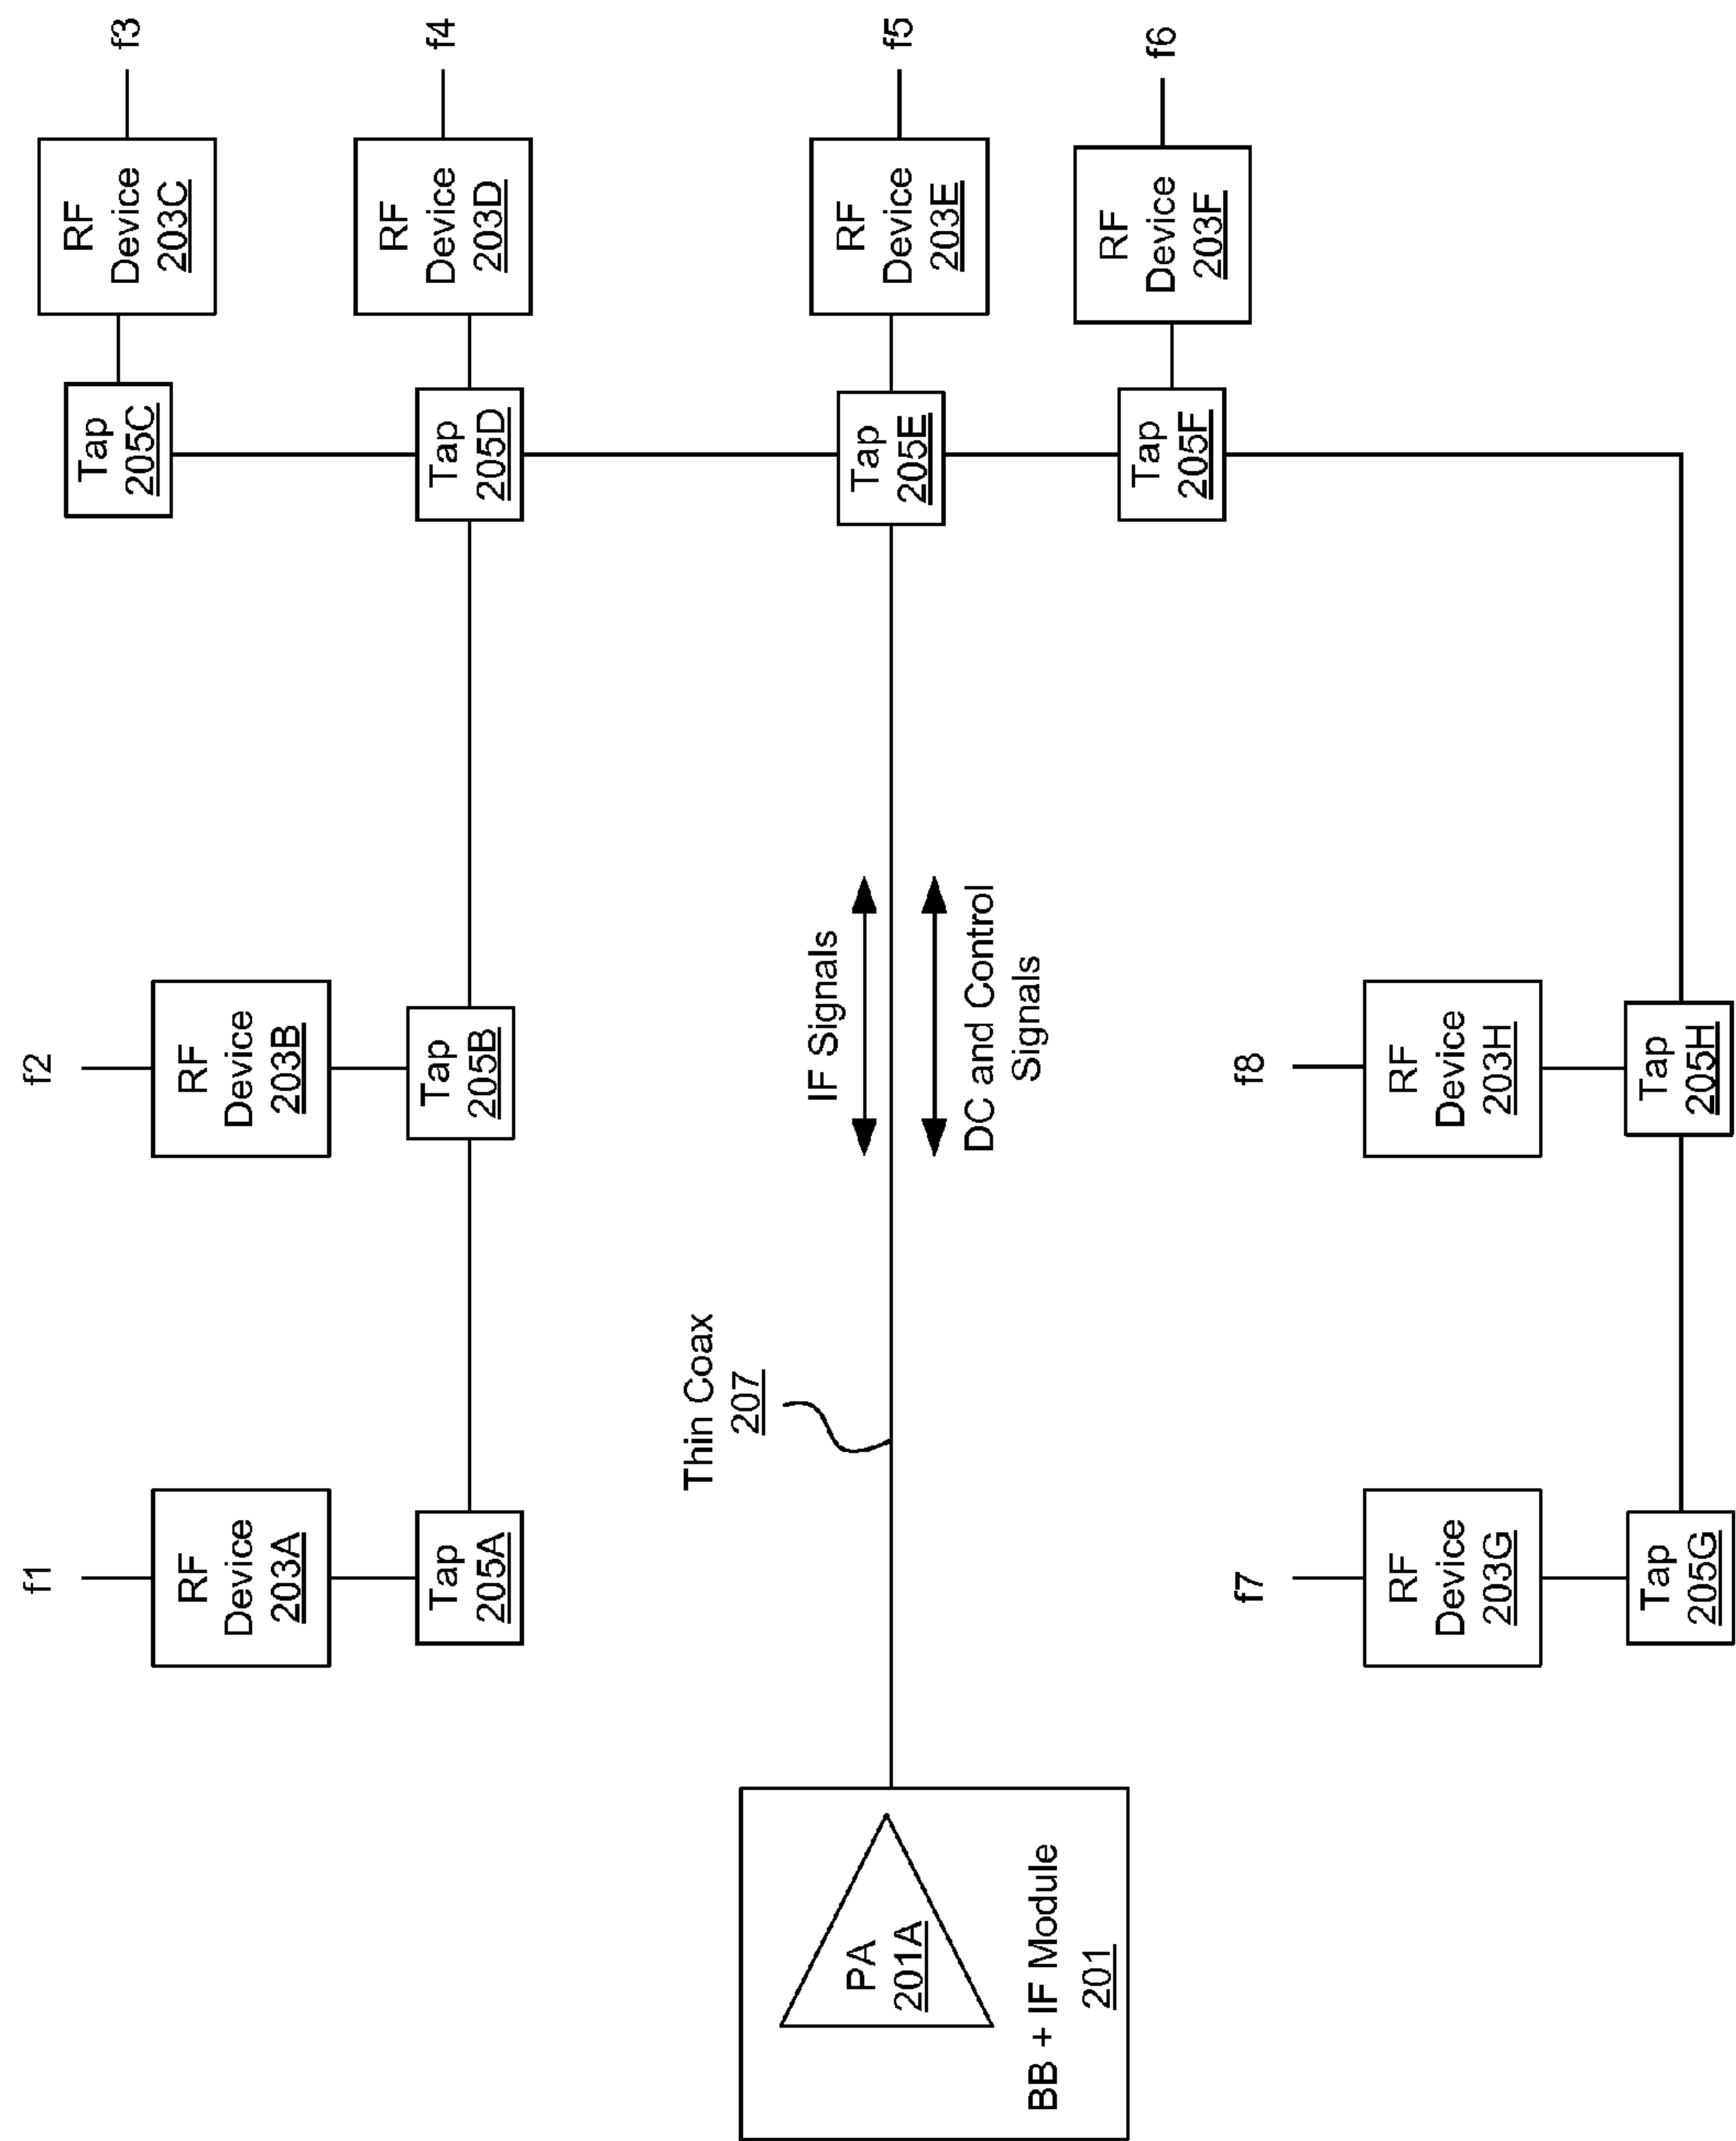 f1
RF
Device
203A
Tap
205A
f2
RF
Device
203B
Tap
205B
Tap
205C
RF
Device
203C
f3
Tap
205D
RF
Device
203D
f4
PA
201A
BB + IF Module
201
Thin Coax
207
IF Signals
DC and Control
Signals
Tap
205E
RF
Device
203E
f5
Tap
205F
RF
Device
203F
f6
f7
RF
Device
203G
Tap
205G
f8
RF
Device
203H
Tap
205H